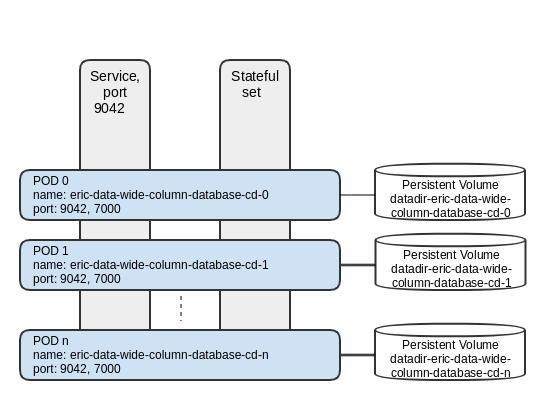 Service,
port
9042
Stateful
set
POD 0
name: eric-data-wide-column-database-cd-0
port: 9042, 7000
Persistent Volume
datadir-eric-data-wide-
column-database-cd-0
POD 1
name: eric-data-wide-column-database-cd-1
port: 9042, 7000
Persistent Volume
datadir-eric-data-wide-
column-database-cd-1
POD n
name: eric-data-wide-column-database-cd-n
port: 9042, 7000
Persistent Volume
datadir-eric-data-wide-
column-database-cd-n